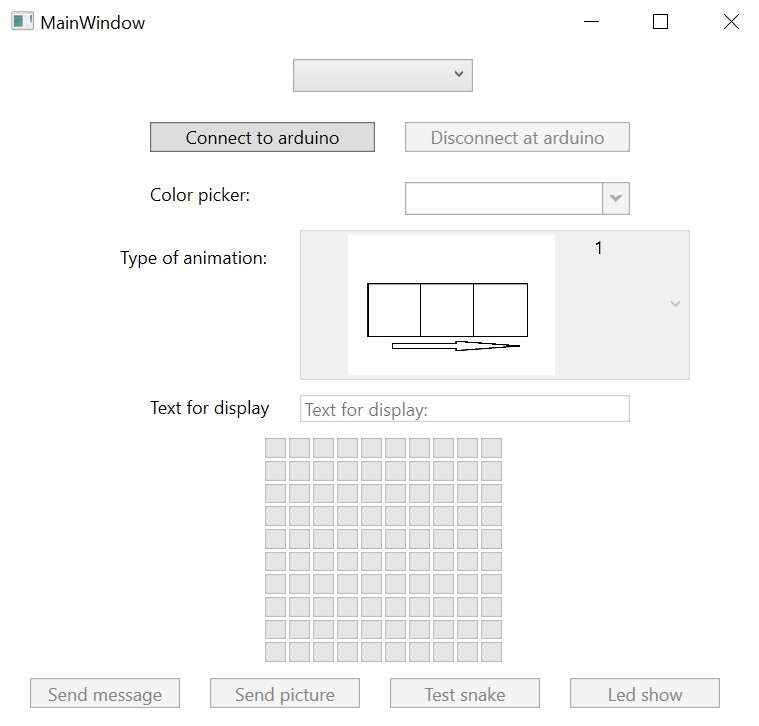 MainWindow
Connect to arduino
Disconnect at arduino
Color picker:
Type of animation:
1
Text for display
Text for display:
Send message
Send picture
Test snake
Led show